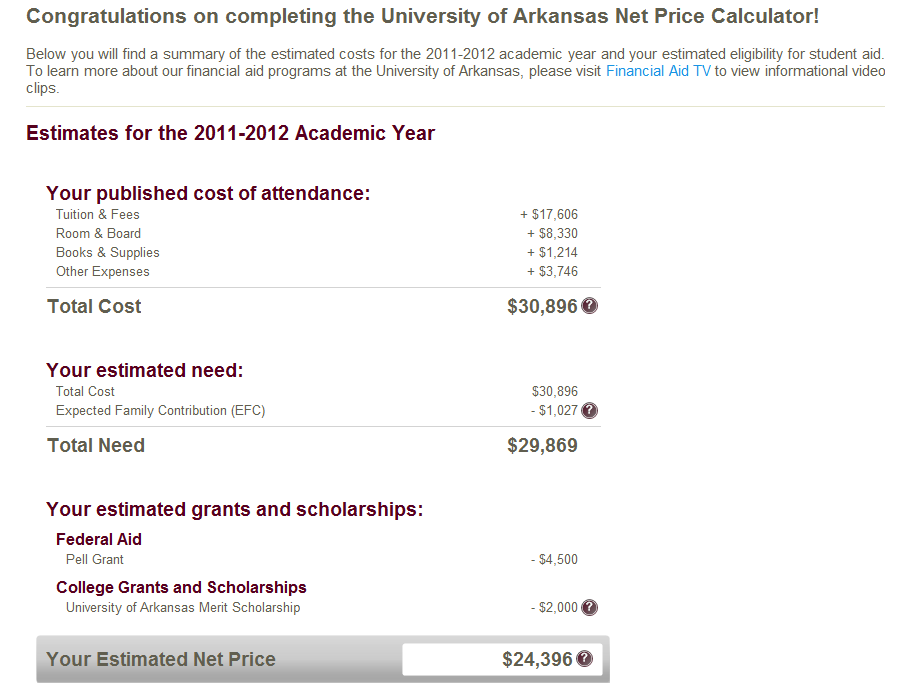 Congratulations on completing the University of Arkansas Net Price Calculator!
Below you will find a summary of the estimated costs for the 2011-2012 academic year and your estimated eligibility for student aid.
To learn more about our financial aid programs at the University of Arkansas, please visit Financial Aid TV to view informational video
clips.
Estimates for the 2011-2012 Academic Year
Your published cost of attendance:
Tuition & Fees + $17,606
Room & Board + $8,330
Books & Supplies + $1,214
Other Expenses + $3,746
Total Cost $30,896 ?
Your estimated need:
Total Cost $30,896
Expected Family Contribution (EFC) - $1,027 ?
Total Need $29,869
Your estimated grants and scholarships:
Federal Aid
Pell Grant - $4,500
College Grants and Scholarships
University of Arkansas Merit Scholarship - $2,000 ?
Your Estimated Net Price $24,396 ?